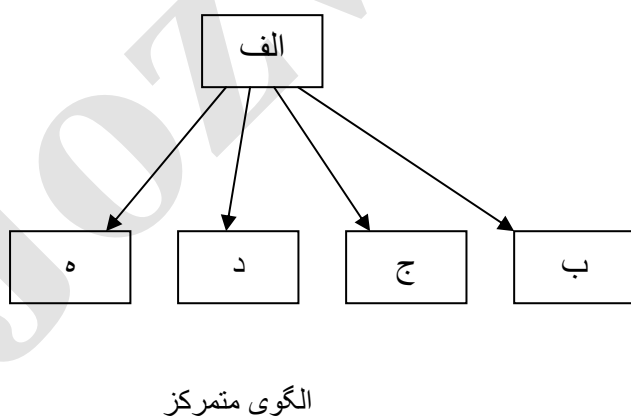 الف
ب
ج
د
ه
الگوی متمرکز